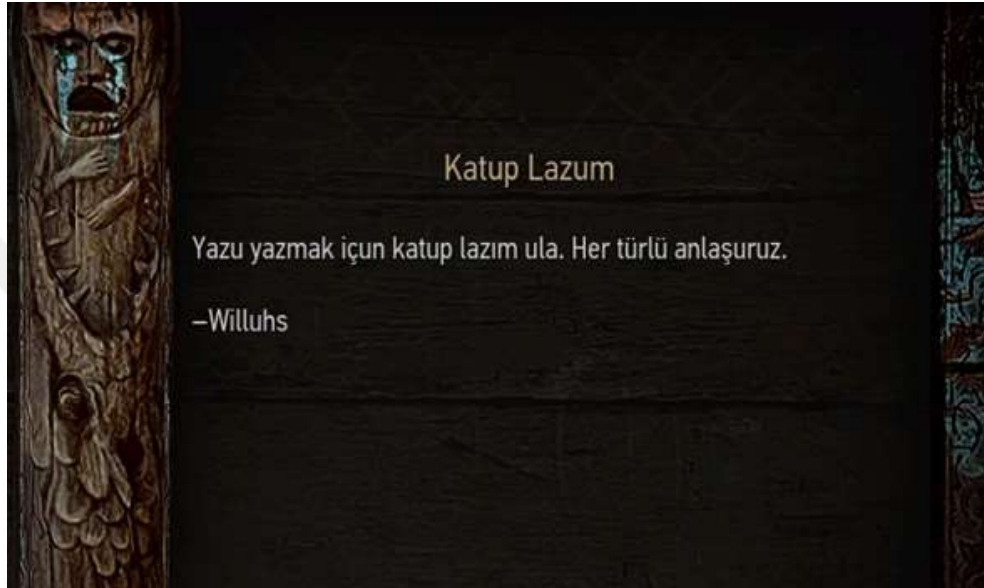 Katup Lazum
Yazu yazmak içun katup lazım ula. Her türlü anlaşuruz.
–Willuhs